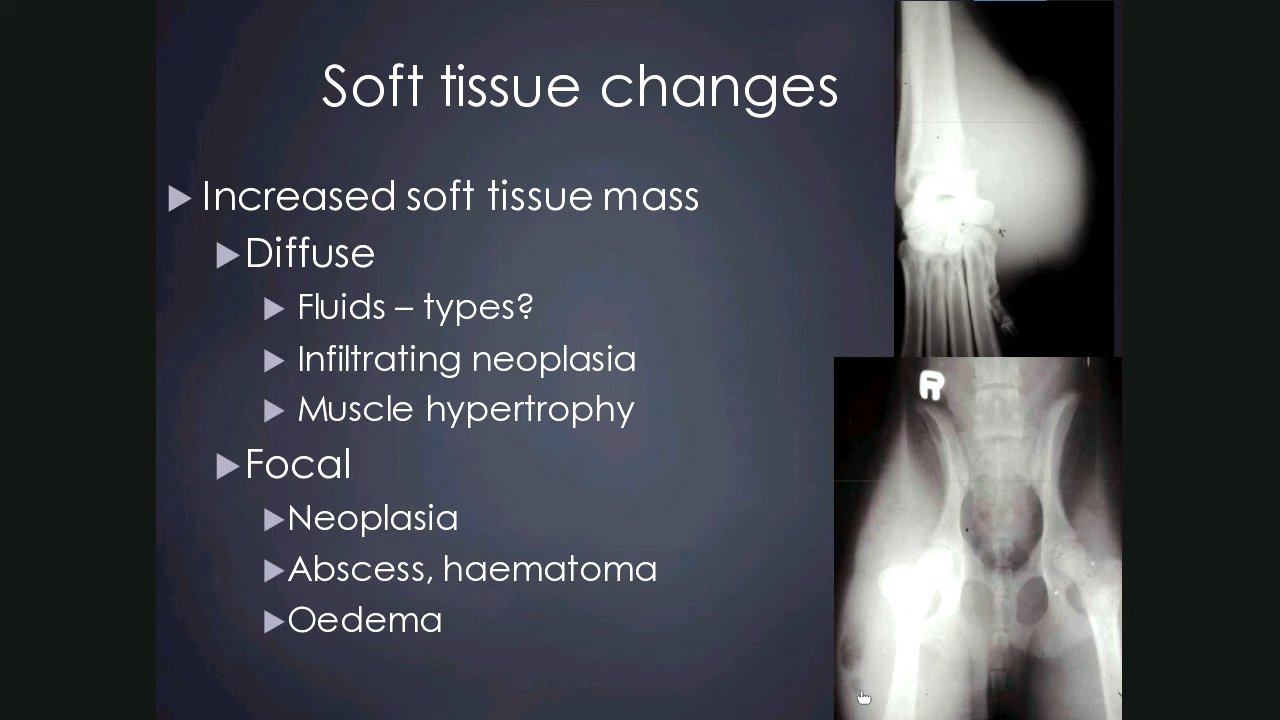 Soft tissue changes
Increased soft tissue mass
Diffuse
Fluids – types?
Infiltrating neoplasia
Muscle hypertrophy
Focal
Neoplasia
Abscess, haematoma
Oedema
R